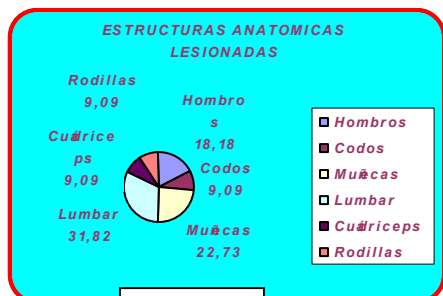 ESTRUCTURAS ANATOMICAS
LESIONADAS
Rodillas
9,09
Hombro
s
18,18
Cuádrice
ps
9,09
Codos
9,09
Lumbar
31,82
Muñecas
22,73
Hombros
Codos
Muñecas
Lumbar
Cuádriceps
Rodillas